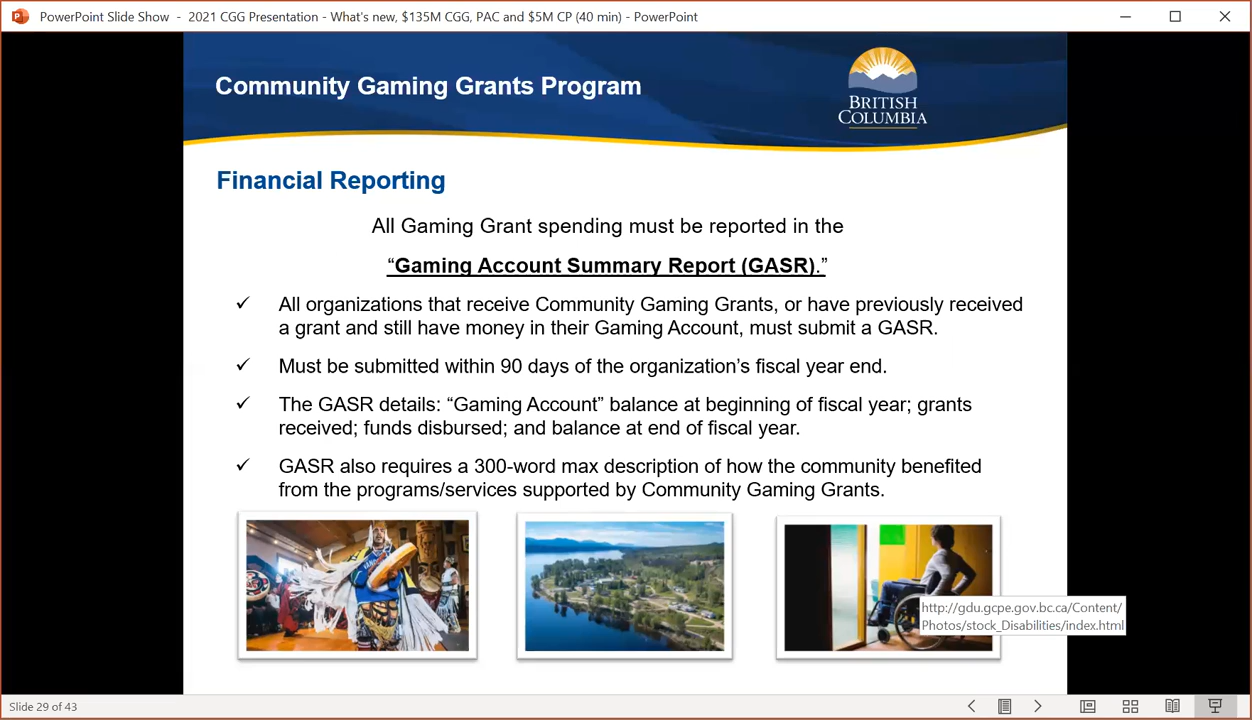 PowerPoint Slide Show - 2021 CGG Presentation - What's new, $135M CGG, PAC and $5M CP (40 min) - PowerPoint
Community Gaming Grants Program
BRITISH
COLUMBIA
Financial Reporting
All Gaming Grant spending must be reported in the
“Gaming Account Summary Report (GASR).”
✓ All organizations that receive Community Gaming Grants, or have previously received
a grant and still have money in their Gaming Account, must submit a GASR.
✓ Must be submitted within 90 days of the organization’s fiscal year end.
✓ The GASR details: “Gaming Account” balance at beginning of fiscal year; grants
received; funds disbursed; and balance at end of fiscal year.
✓ GASR also requires a 300-word max description of how the community benefited
from the programs/services supported by Community Gaming Grants.
http://gdu.gcpe.gov.bc.ca/Content/
Photos/stock_Disabilities/index.html
Slide 29 of 43